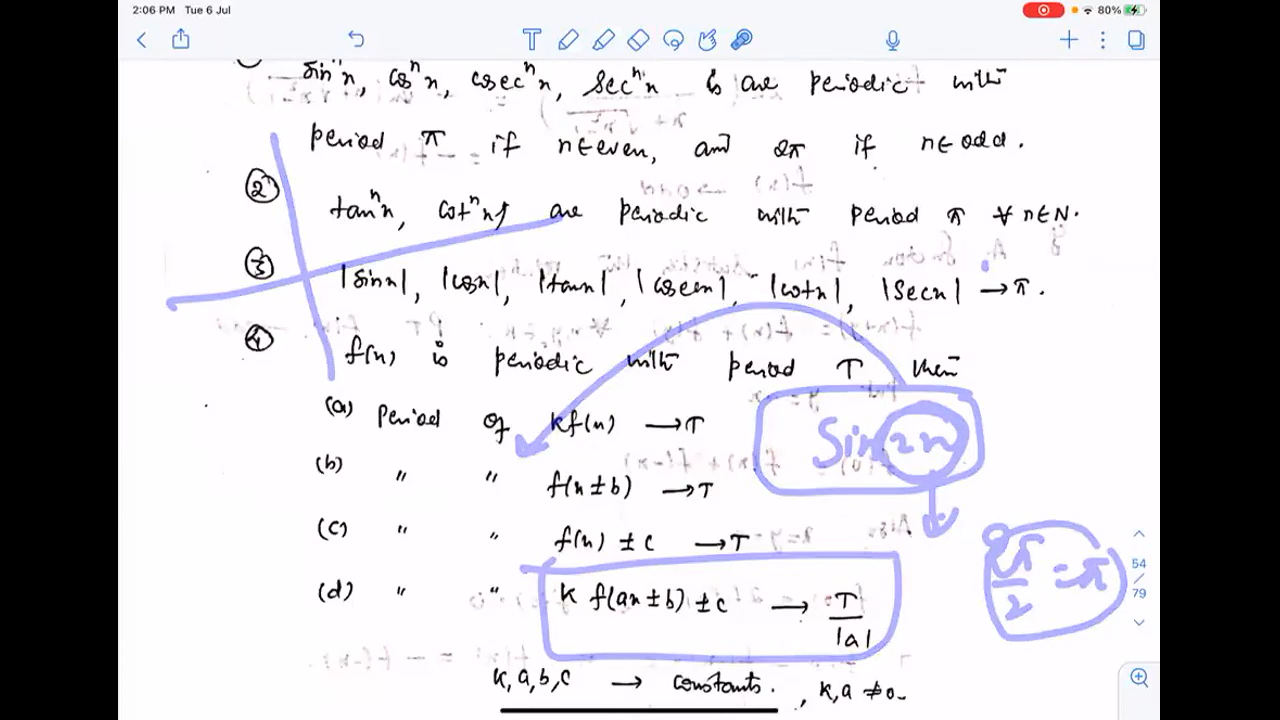 2:06 PM Tue 6 Jul 80%
sinⁿx, cosⁿx, cosecⁿx, secⁿx is are periodic with
period π if n∈even, and 2π if n∈odd.
② tanⁿx, cotⁿx, are periodic with period π ∀ n∈N.
③ |sinx|, |cosx|, |tanx|, |cosecx|, |cotx|, |secx| → π.
④ f(x) is periodic with period T then
(a) Period of kf(x) → T
Sin 2x
(b) " " f(x ± b) → T
(c) " " f(x) ± c → T
2π/2 = π
(d) " " k f(ax ± b) ± c → T/|a|
k, a, b, c → constants. , k, a ≠ 0
54
/
79